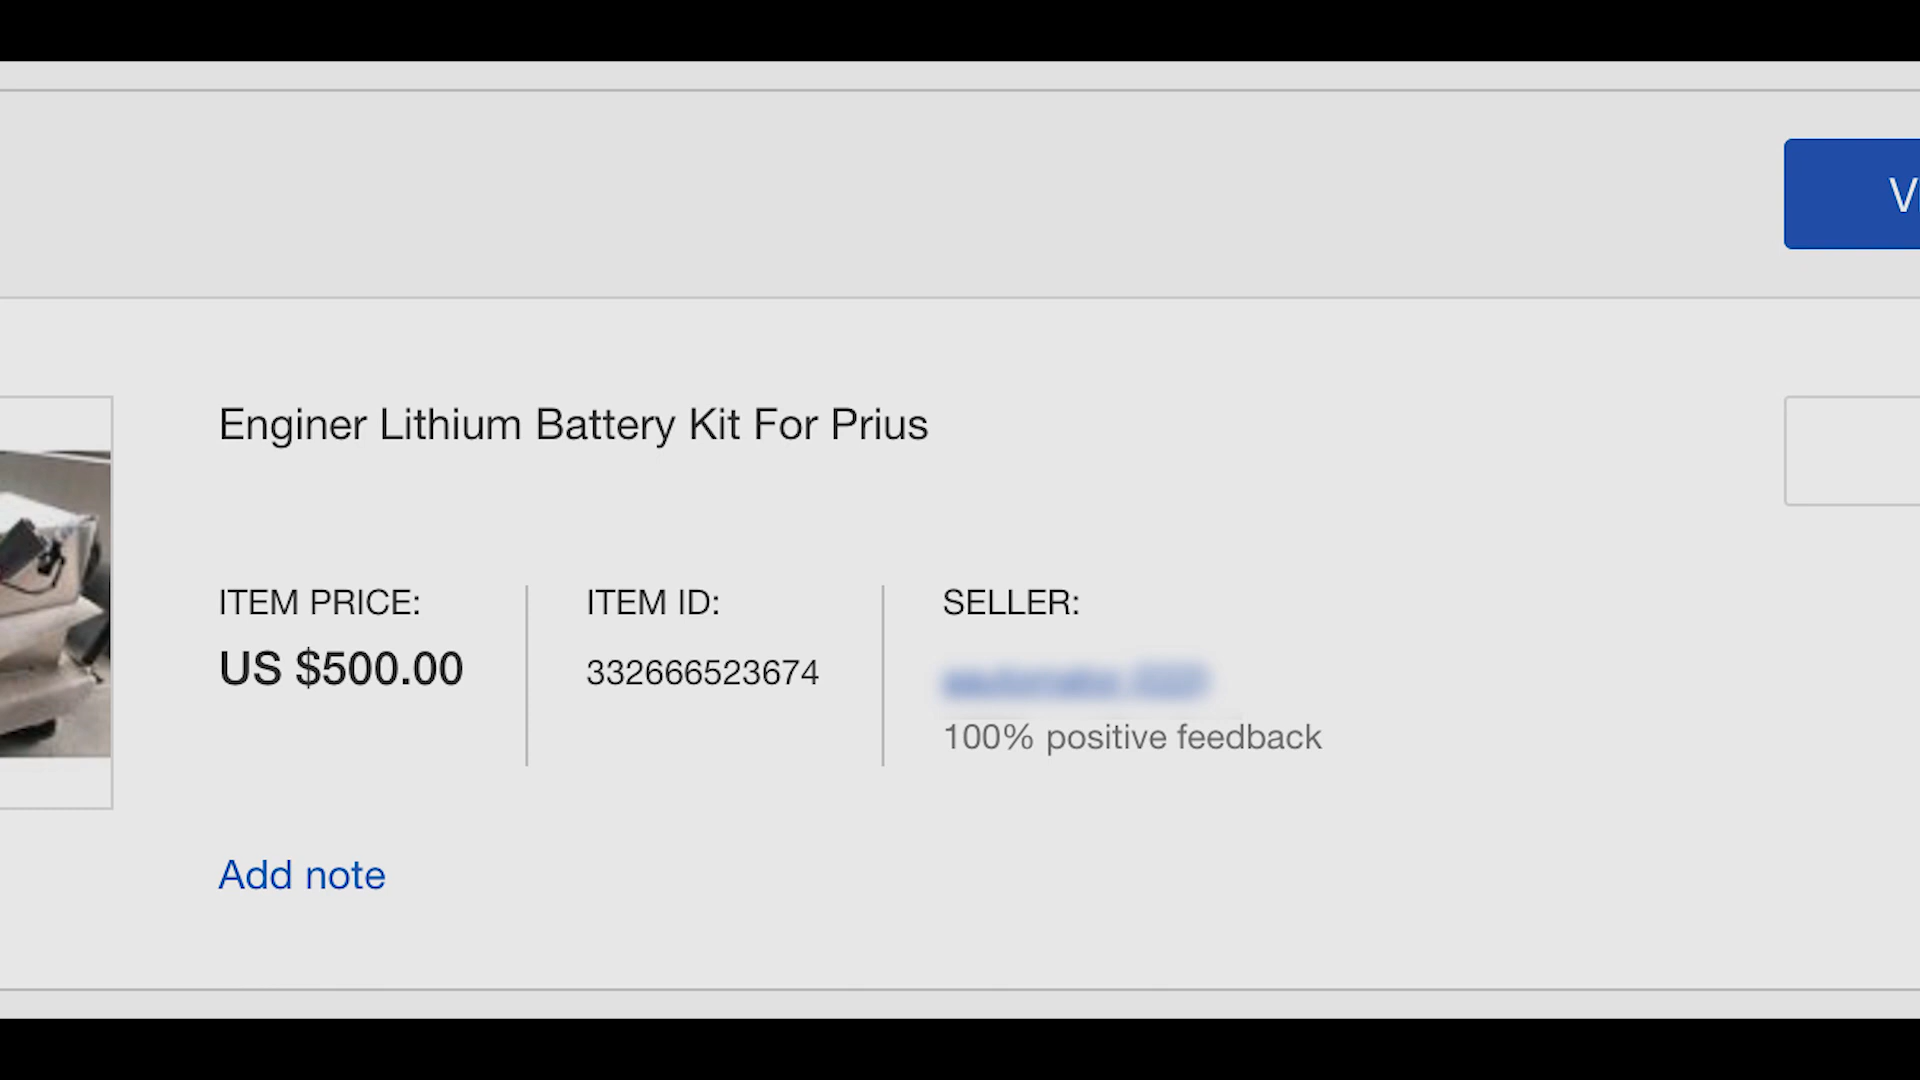 V
Enginer Lithium Battery Kit For Prius
ITEM PRICE:
US $500.00
ITEM ID:
332666523674
SELLER:
100% positive feedback
Add note